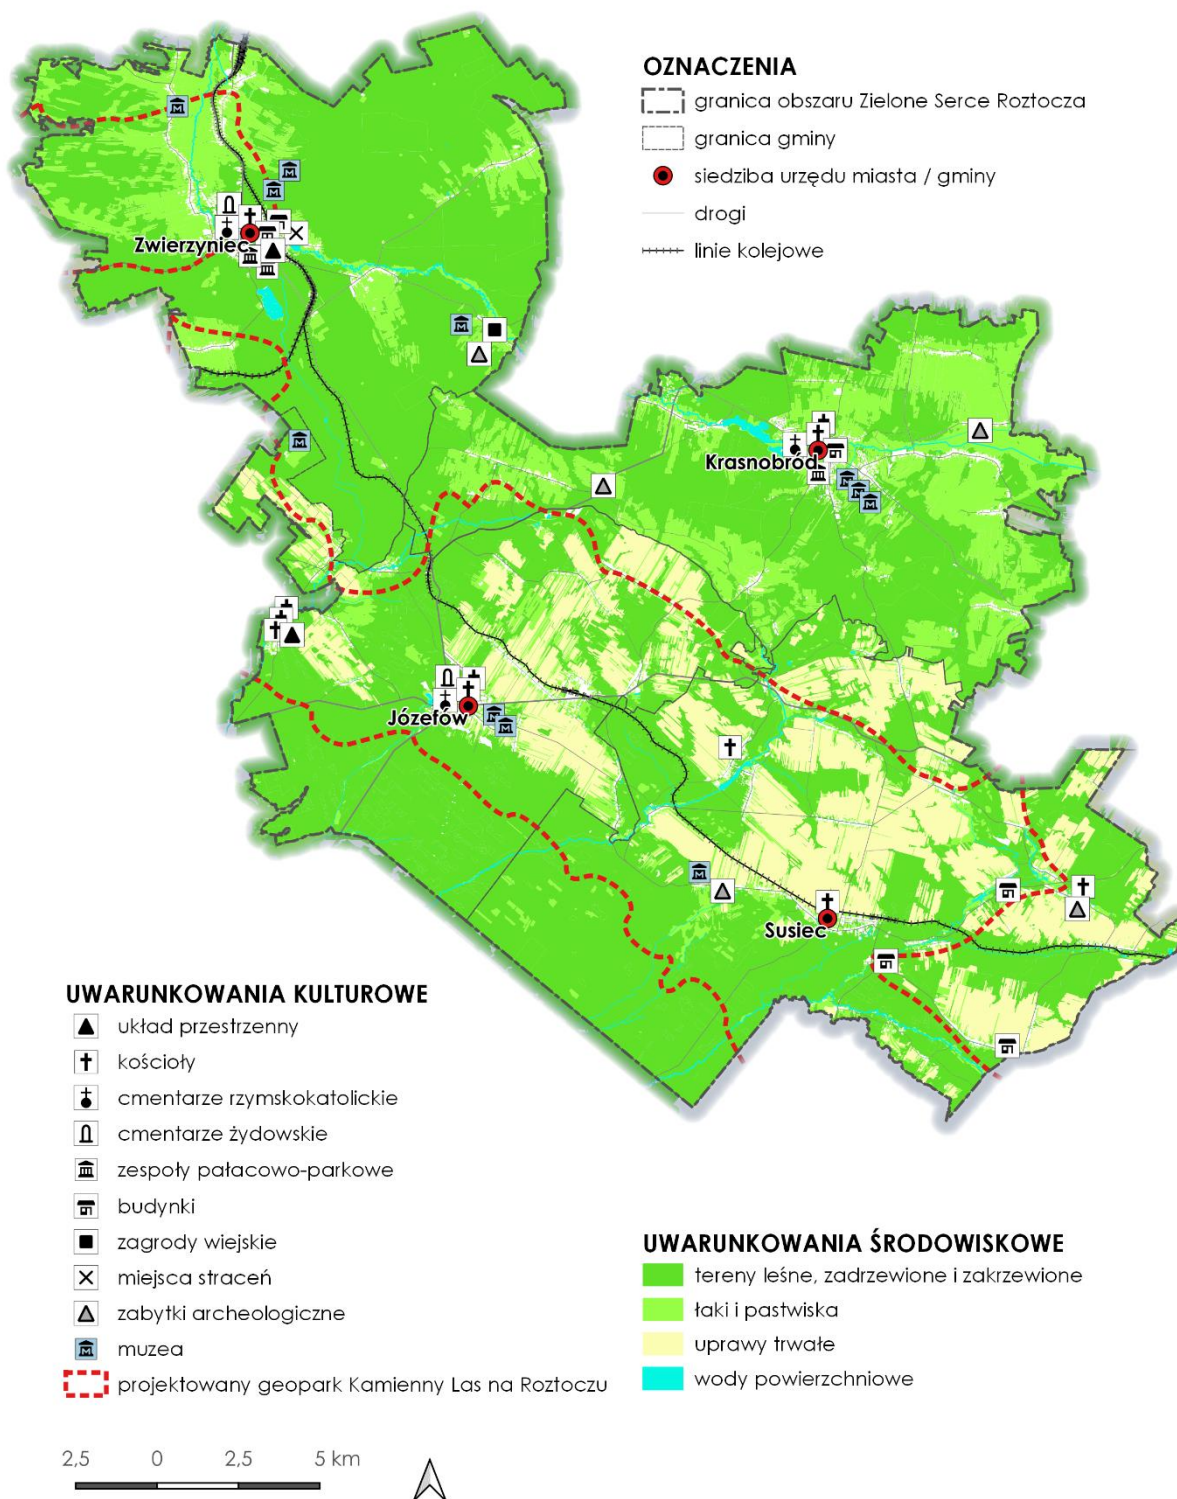 OZNACZENIA
granica obszaru Zielone Serce Roztocza
granica gminy
siedziba urzędu miasta / gminy
drogi
linie kolejowe
Zwierzyniec
Krasnobród
Józefów
Susiec
UWARUNKOWANIA KULTUROWE
układ przestrzenny
kościoły
cmentarze rzymskokatolickie
cmentarze żydowskie
zespoły pałacowo-parkowe
budynki
zagrody wiejskie
miejsca straceń
zabytki archeologiczne
muzea
projektowany geopark Kamienny Las na Roztoczu
UWARUNKOWANIA ŚRODOWISKOWE
tereny leśne, zadrzewione i zakrzewione
łaki i pastwiska
uprawy trwałe
wody powierzchniowe
2,5 0 2,5 5 km